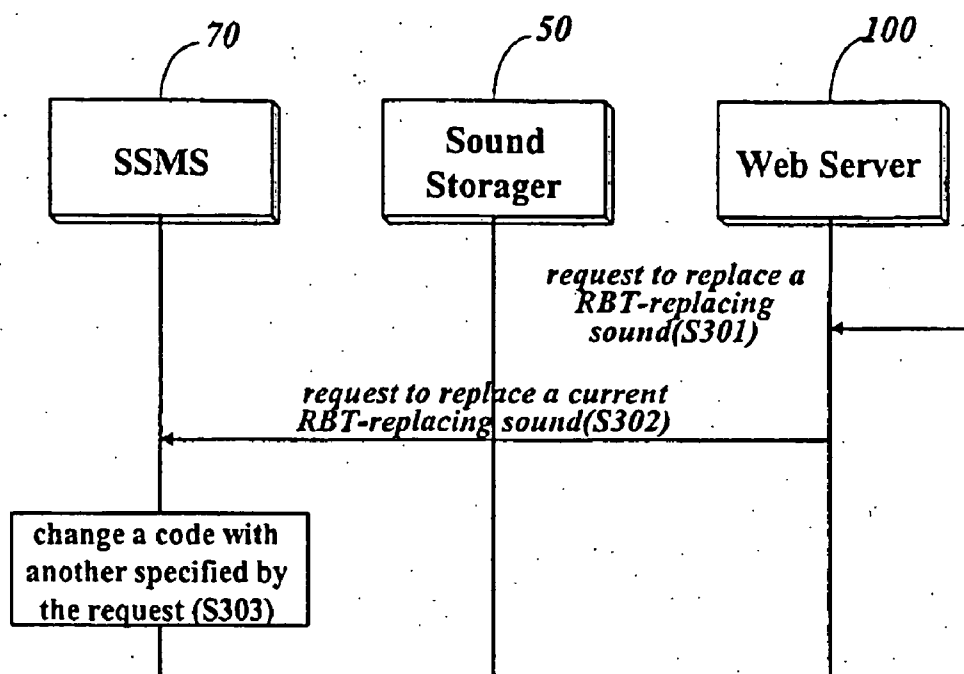 70
50
100
SSMS
Sound
Storager
Web Server
request to replace a
RBT-replacing
sound(S301)
request to replace a current
RBT-replacing sound(S302)
change a code with
another specified by
the request (S303)